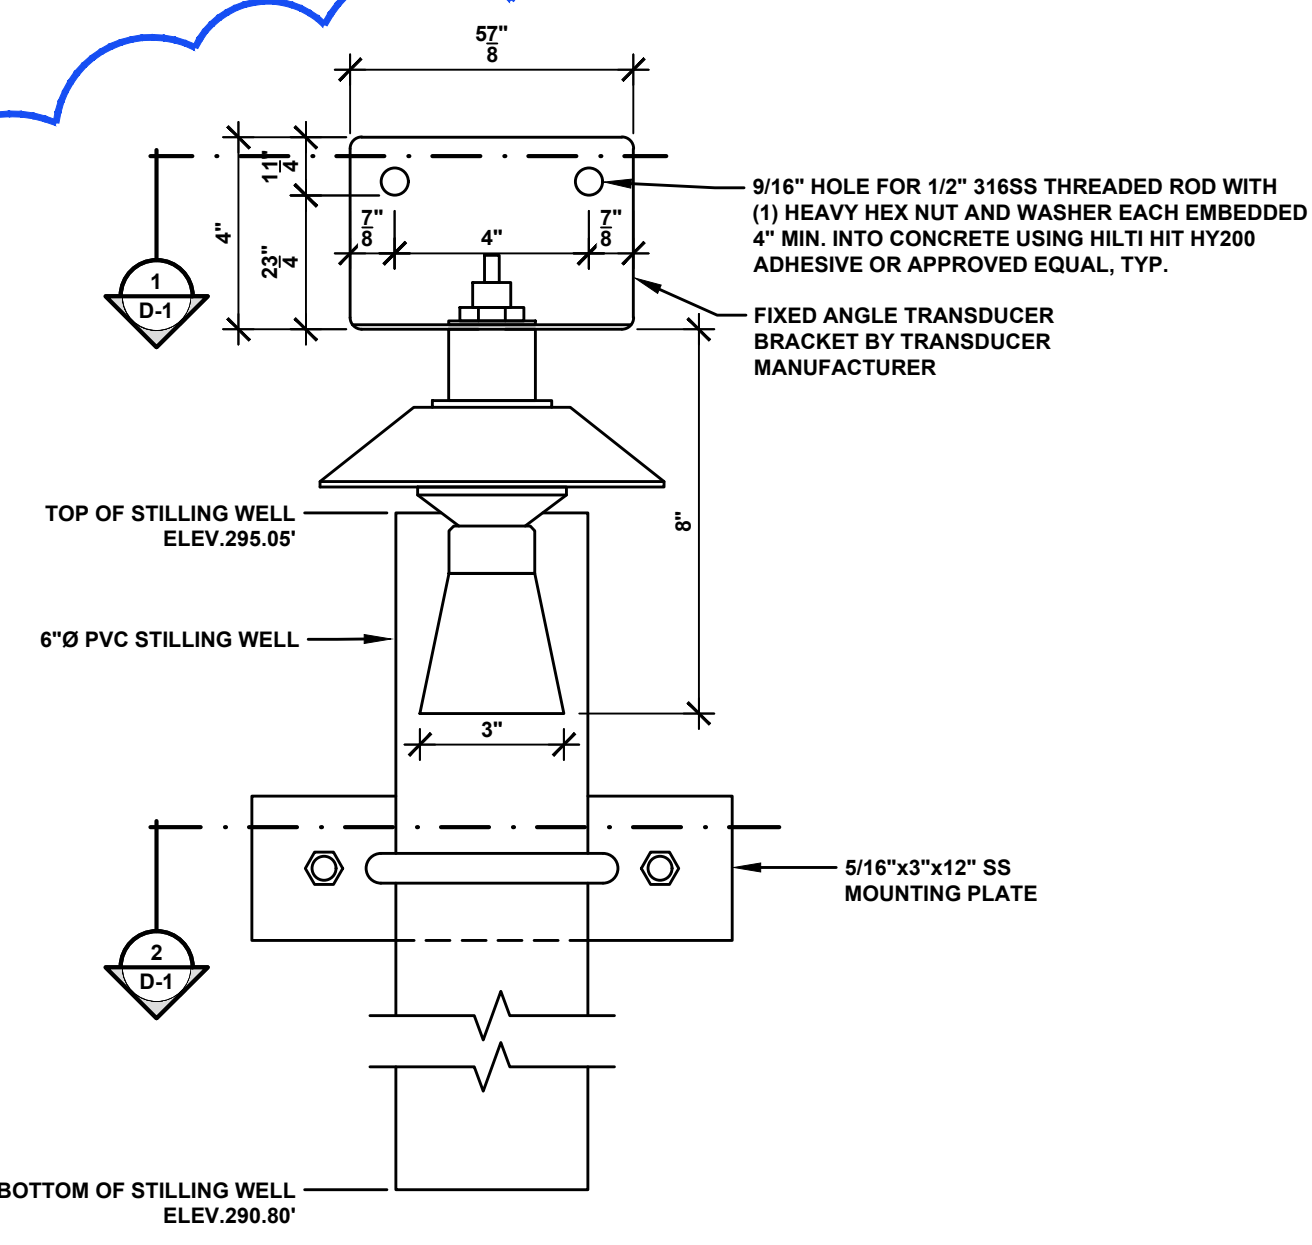 5 7/8"
1 1/4"
4"
2 3/4"
7/8"
4"
7/8"
9/16" HOLE FOR 1/2" 316SS THREADED ROD WITH
(1) HEAVY HEX NUT AND WASHER EACH EMBEDDED
4" MIN. INTO CONCRETE USING HILTI HIT HY200
ADHESIVE OR APPROVED EQUAL, TYP.
1
D-1
FIXED ANGLE TRANSDUCER
BRACKET BY TRANSDUCER
MANUFACTURER
TOP OF STILLING WELL
ELEV.295.05'
8"
6"Ø PVC STILLING WELL
3"
5/16"x3"x12" SS
MOUNTING PLATE
2
D-1
BOTTOM OF STILLING WELL
ELEV.290.80'